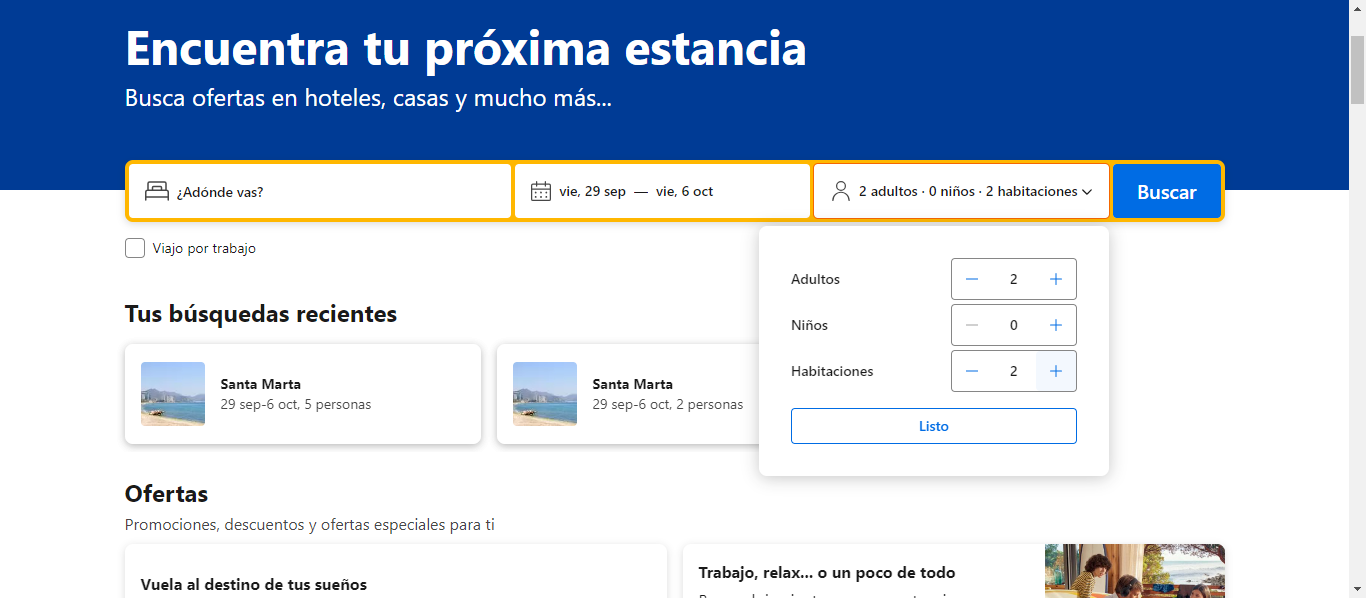 Encuentra tu próxima estancia
Busca ofertas en hoteles, casas y mucho más...
¿Adónde vas?
vie, 29 sep — vie, 6 oct
2 adultos · 0 niños · 2 habitaciones
Buscar
Viajo por trabajo
Adultos
2
Niños
0
Habitaciones
2
Listo
Tus búsquedas recientes
Santa Marta
29 sep-6 oct, 5 personas
Santa Marta
29 sep-6 oct, 2 personas
Ofertas
Promociones, descuentos y ofertas especiales para ti
Vuela al destino de tus sueños
Trabajo, relax... o un poco de todo